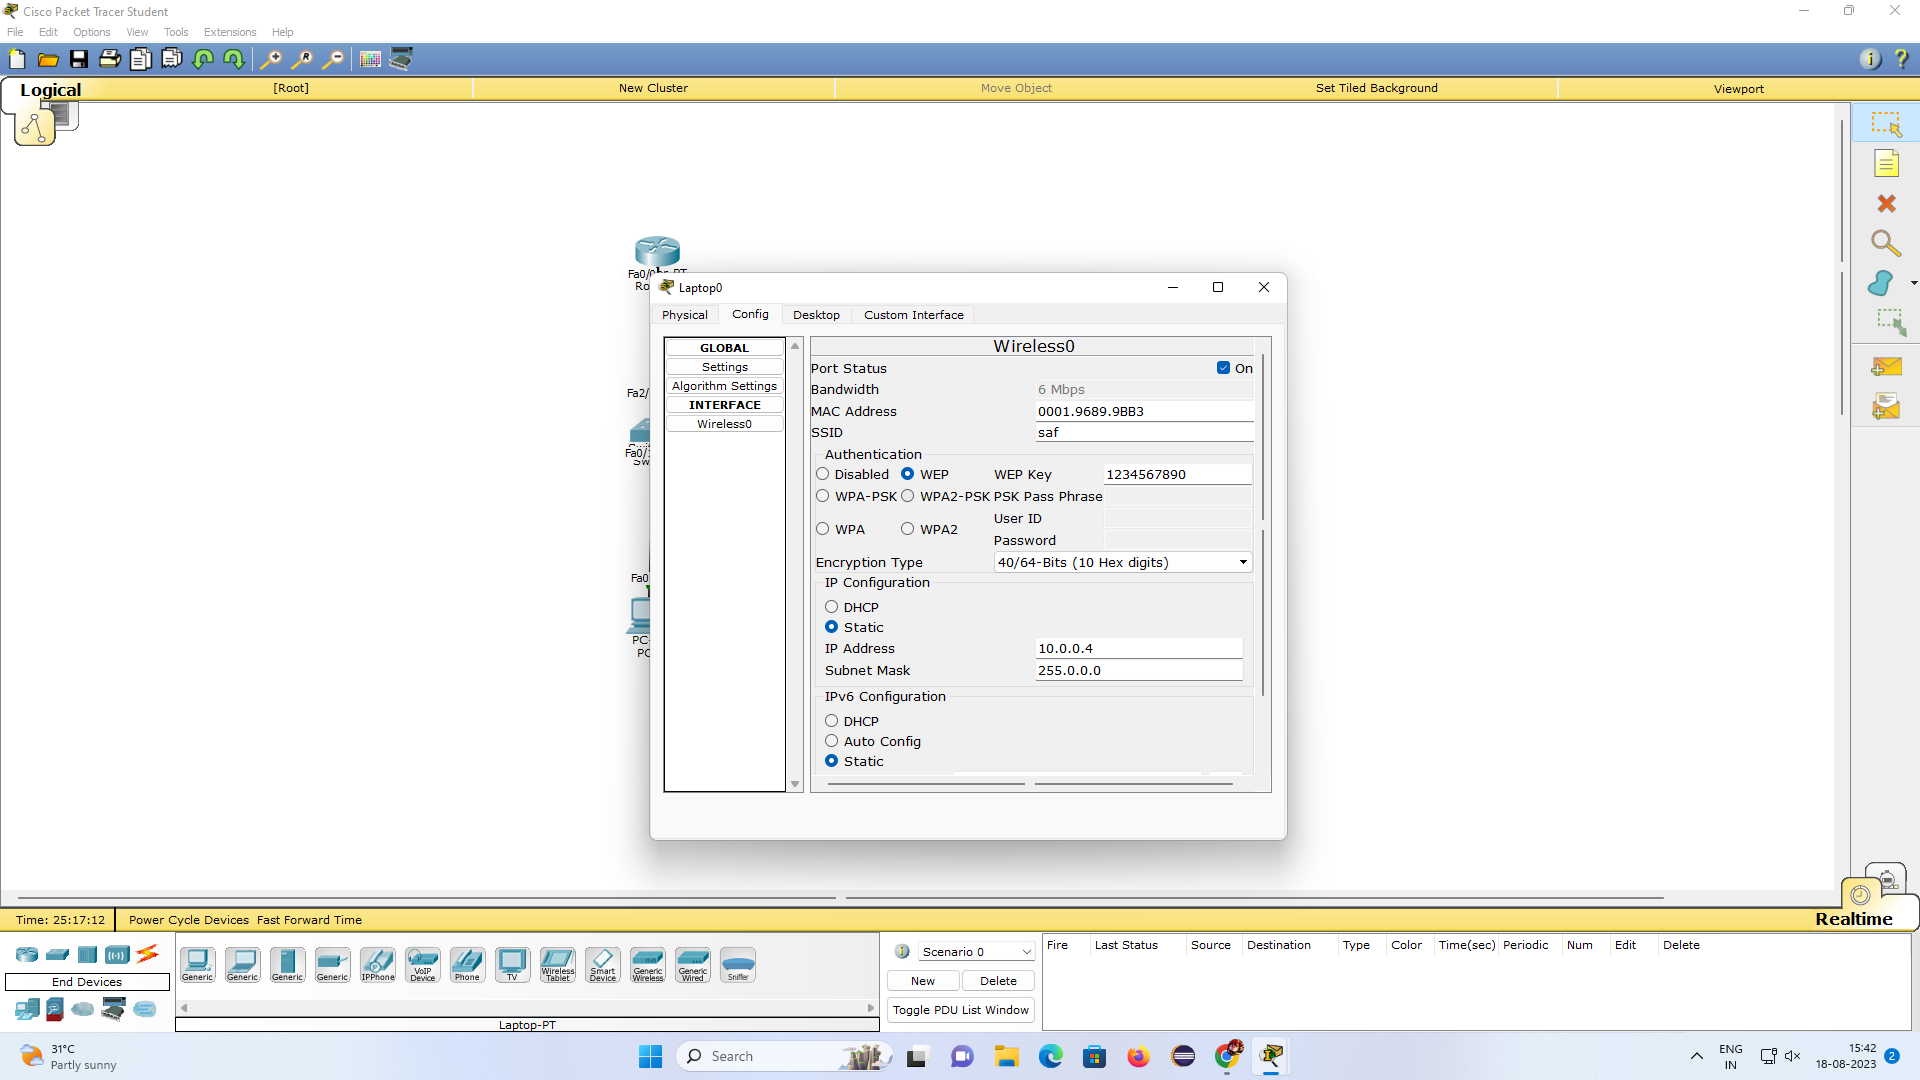 Cisco Packet Tracer Student
File Edit Options View Tools Extensions Help
Logical [Root] New Cluster Move Object Set Tiled Background Viewport
Fa0/
Ro
Laptop0
Physical Config Desktop Custom Interface
GLOBAL
Settings
Algorithm Settings
INTERFACE
Wireless0
Wireless0
Port Status On
Bandwidth 6 Mbps
MAC Address 0001.9689.9BB3
SSID saf
Authentication
Disabled WEP WEP Key 1234567890
WPA-PSK WPA2-PSK PSK Pass Phrase
User ID
WPA WPA2
Password
Encryption Type 40/64-Bits (10 Hex digits)
IP Configuration
DHCP
Static
IP Address 10.0.0.4
Subnet Mask 255.0.0.0
IPv6 Configuration
DHCP
Auto Config
Static
Fa2/
Fa0/
Fa0
PC-
PC
Realtime
Time: 25:17:12 Power Cycle Devices Fast Forward Time
End Devices
Generic Generic Generic Generic IPPhone VoIP Device Phone TV Wireless Tablet Smart Device Generic Wireless Generic Wired Sniffer
Laptop-PT
Scenario 0
New Delete
Toggle PDU List Window
Fire Last Status Source Destination Type Color Time(sec) Periodic Num Edit Delete
31°C
Partly sunny
Search
ENG
IN
15:42
18-08-2023
2